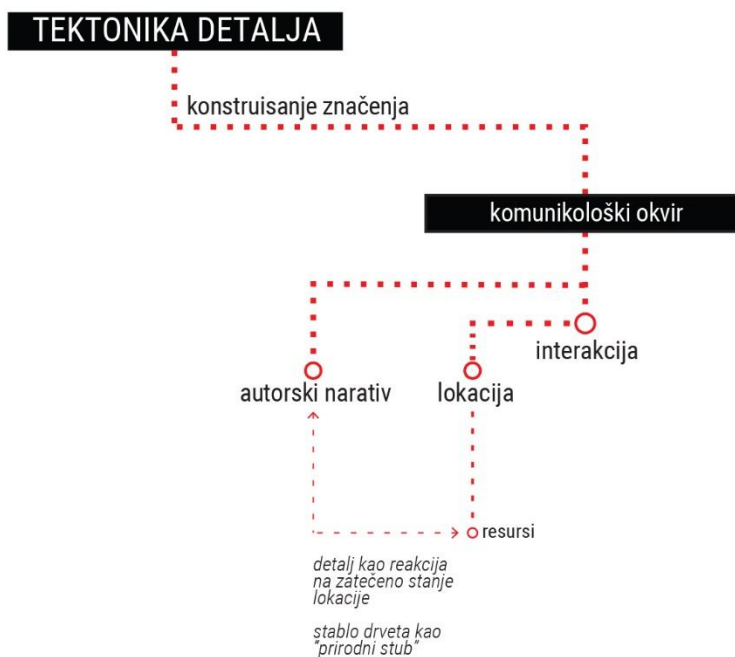 TEKTONIKA DETALJA
konstruisanje značenja
komunikološki okvir
interakcija
autorski narativ
lokacija
resursi
detalj kao reakcija
na zatečeno stanje
lokacije
stablo drveta kao
"prirodni stub"